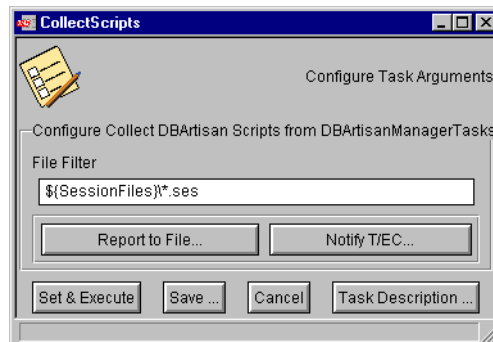 CollectScripts
Configure Task Arguments
Configure Collect DBArtisan Scripts from DBArtisanManagerTasks
File Filter
${SessionFiles}\*.ses
Report to File... Notify T/EC...
Set & Execute Save ... Cancel Task Description ...